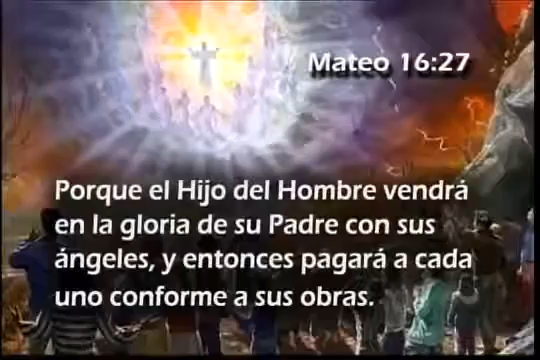 Mateo 16:27
Porque el Hijo del Hombre vendrá
en la gloria de su Padre con sus
ángeles, y entonces pagará a cada
uno conforme a sus obras.